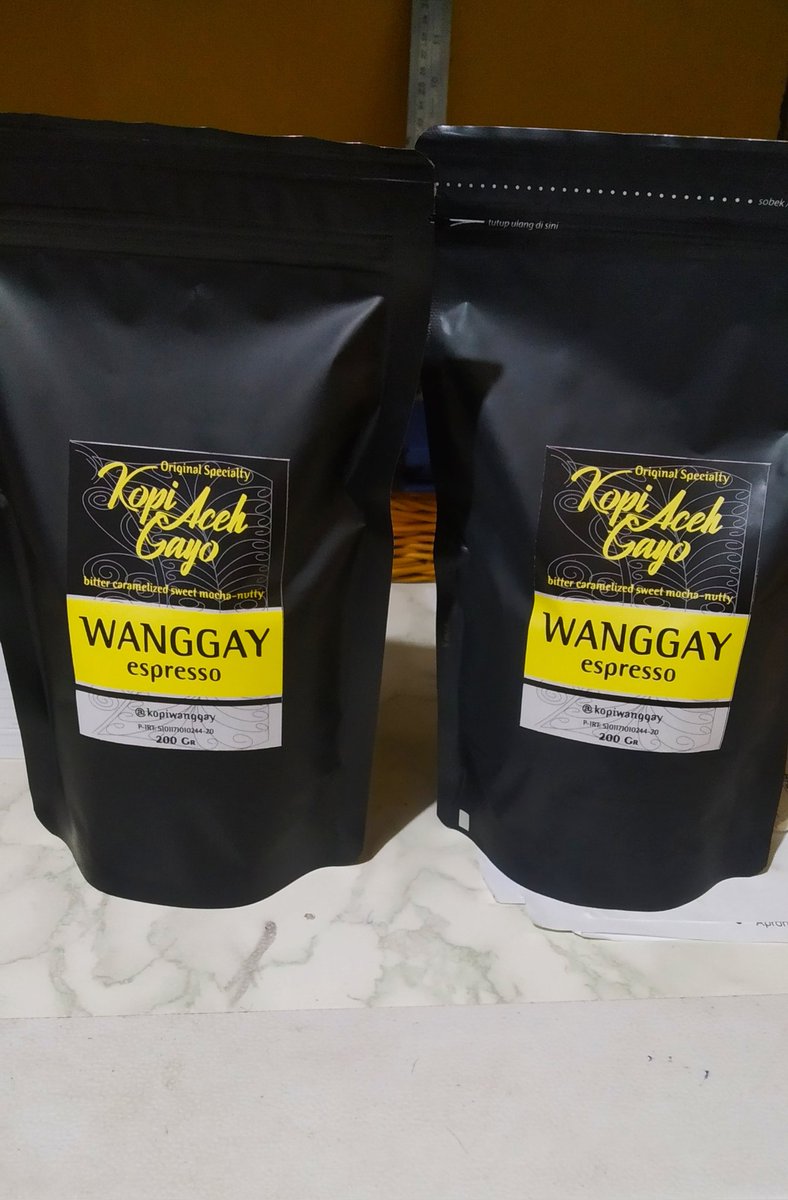 Original Specialty
Kopi Aceh
Gayo
bitter caramelized sweet mocha-nutty
WANGGAY
espresso
@kopiwanggay
P-IRT: 5101171010244-20
200 Gr
sobek /
tutup ulang di sini
Original Specialty
Kopi Aceh
Gayo
bitter caramelized sweet mocha-nutty
WANGGAY
espresso
@kopiwanggay
P-IRT: 5101171010244-20
200 Gr